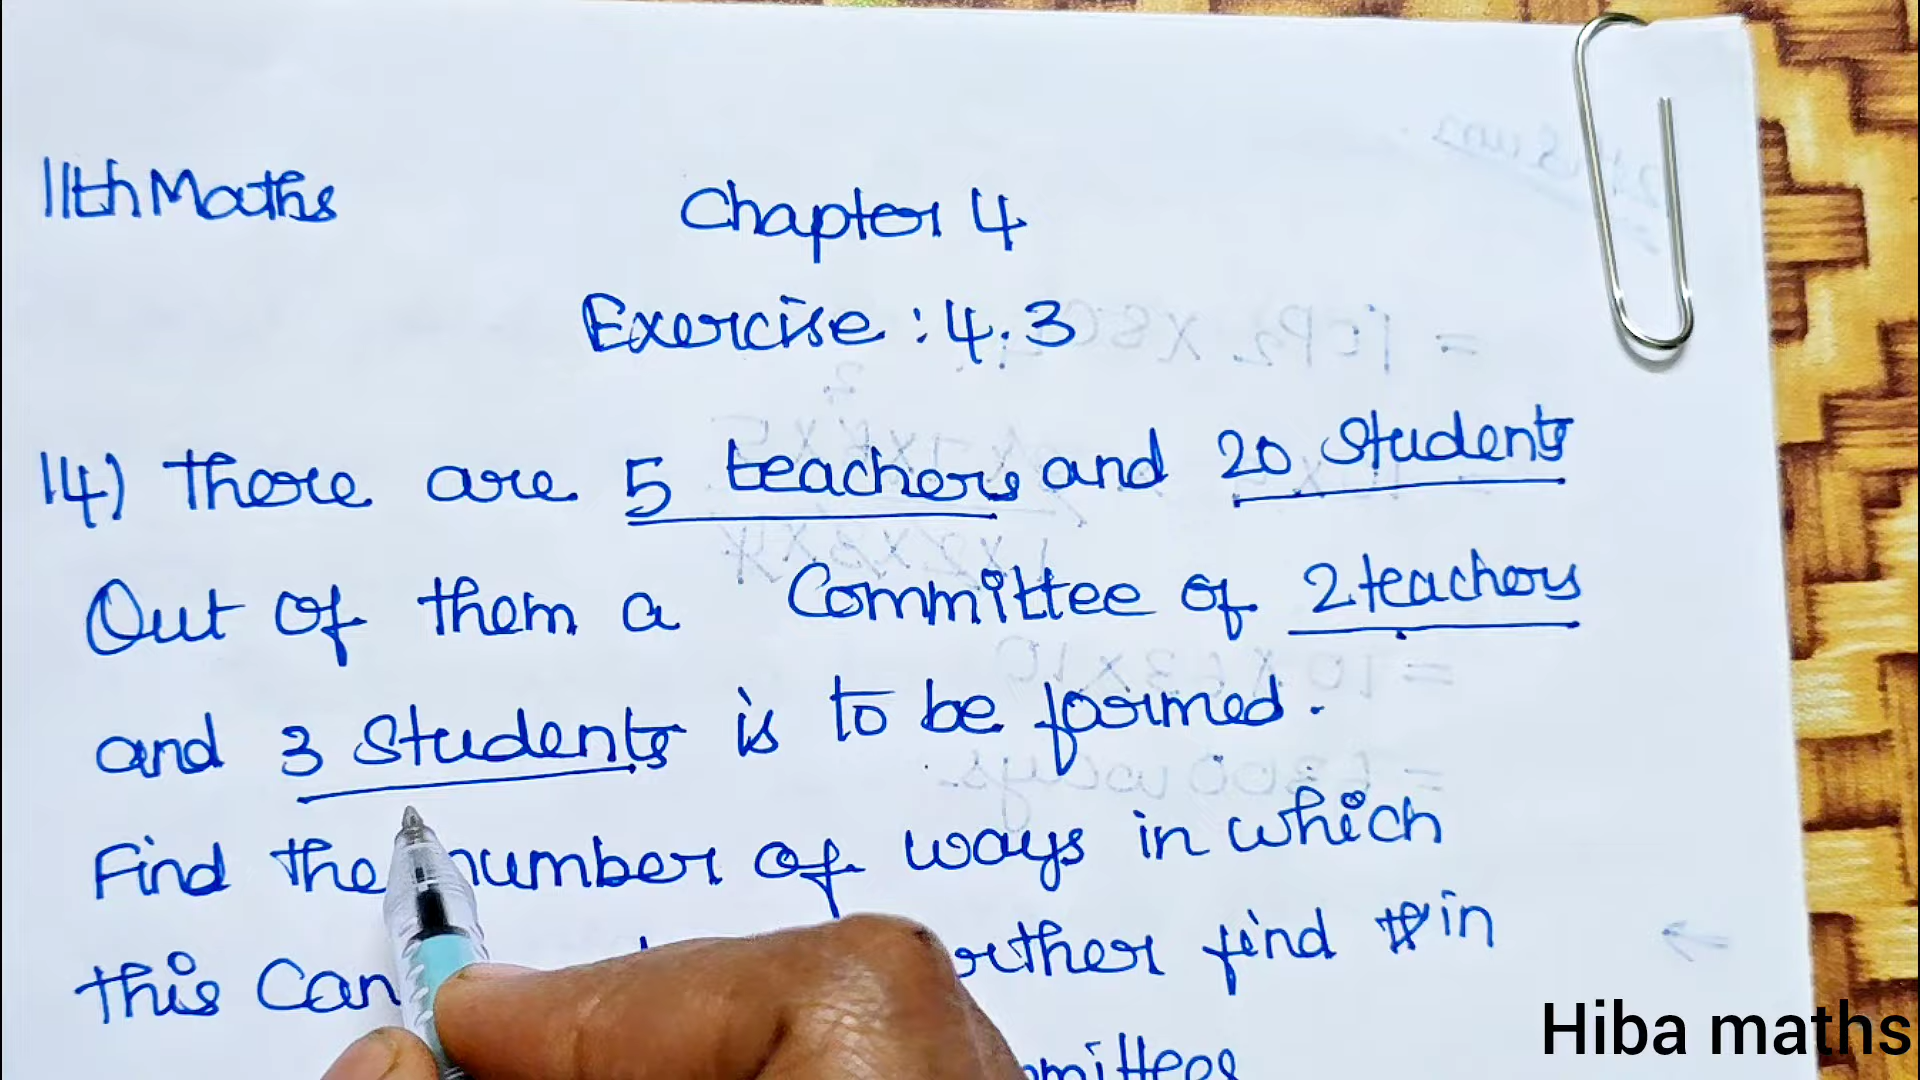 11th Maths
Chapter 4
Exercise : 4.3
14) There are 5 teachers and 20 students
Out of them a Committee of 2 teachers
and 3 students is to be formed.
Find the number of ways in which
this can find in
Hiba maths